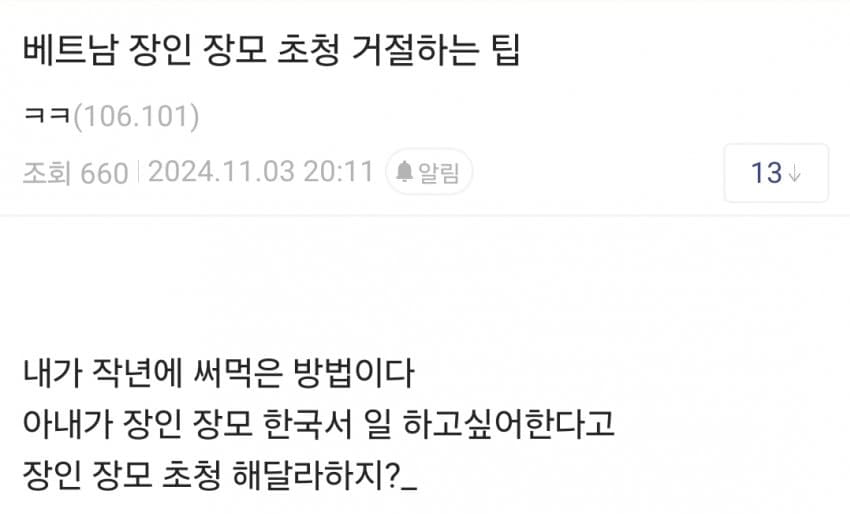 베트남 장인 장모 초청 거절하는 팁
ㅋㅋ(106.101)
조회 660 2024.11.03 20:11 알림
13↓
내가 작년에 써먹은 방법이다
아내가 장인 장모 한국서 일 하고싶어한다고
장인 장모 초청 해달라하지?_